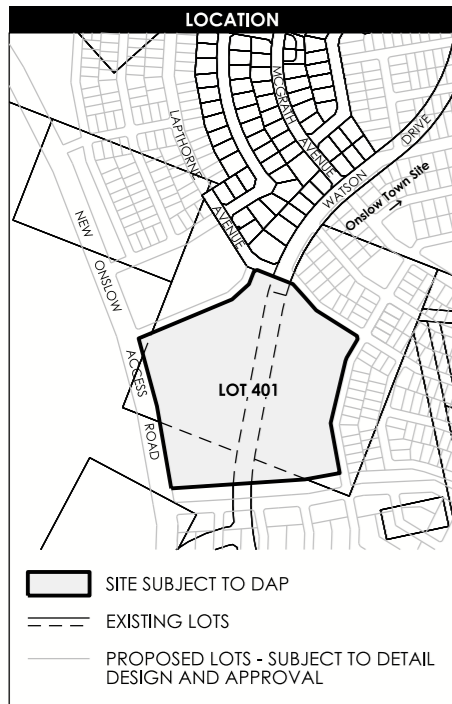 LOCATION
MCGRATH AVENUE
LAPTHORNE AVENUE
WATSON DRIVE
Onslow Town Site
NEW ONSLOW ACCESS ROAD
LOT 401
SITE SUBJECT TO DAP
EXISTING LOTS
PROPOSED LOTS - SUBJECT TO DETAIL
DESIGN AND APPROVAL